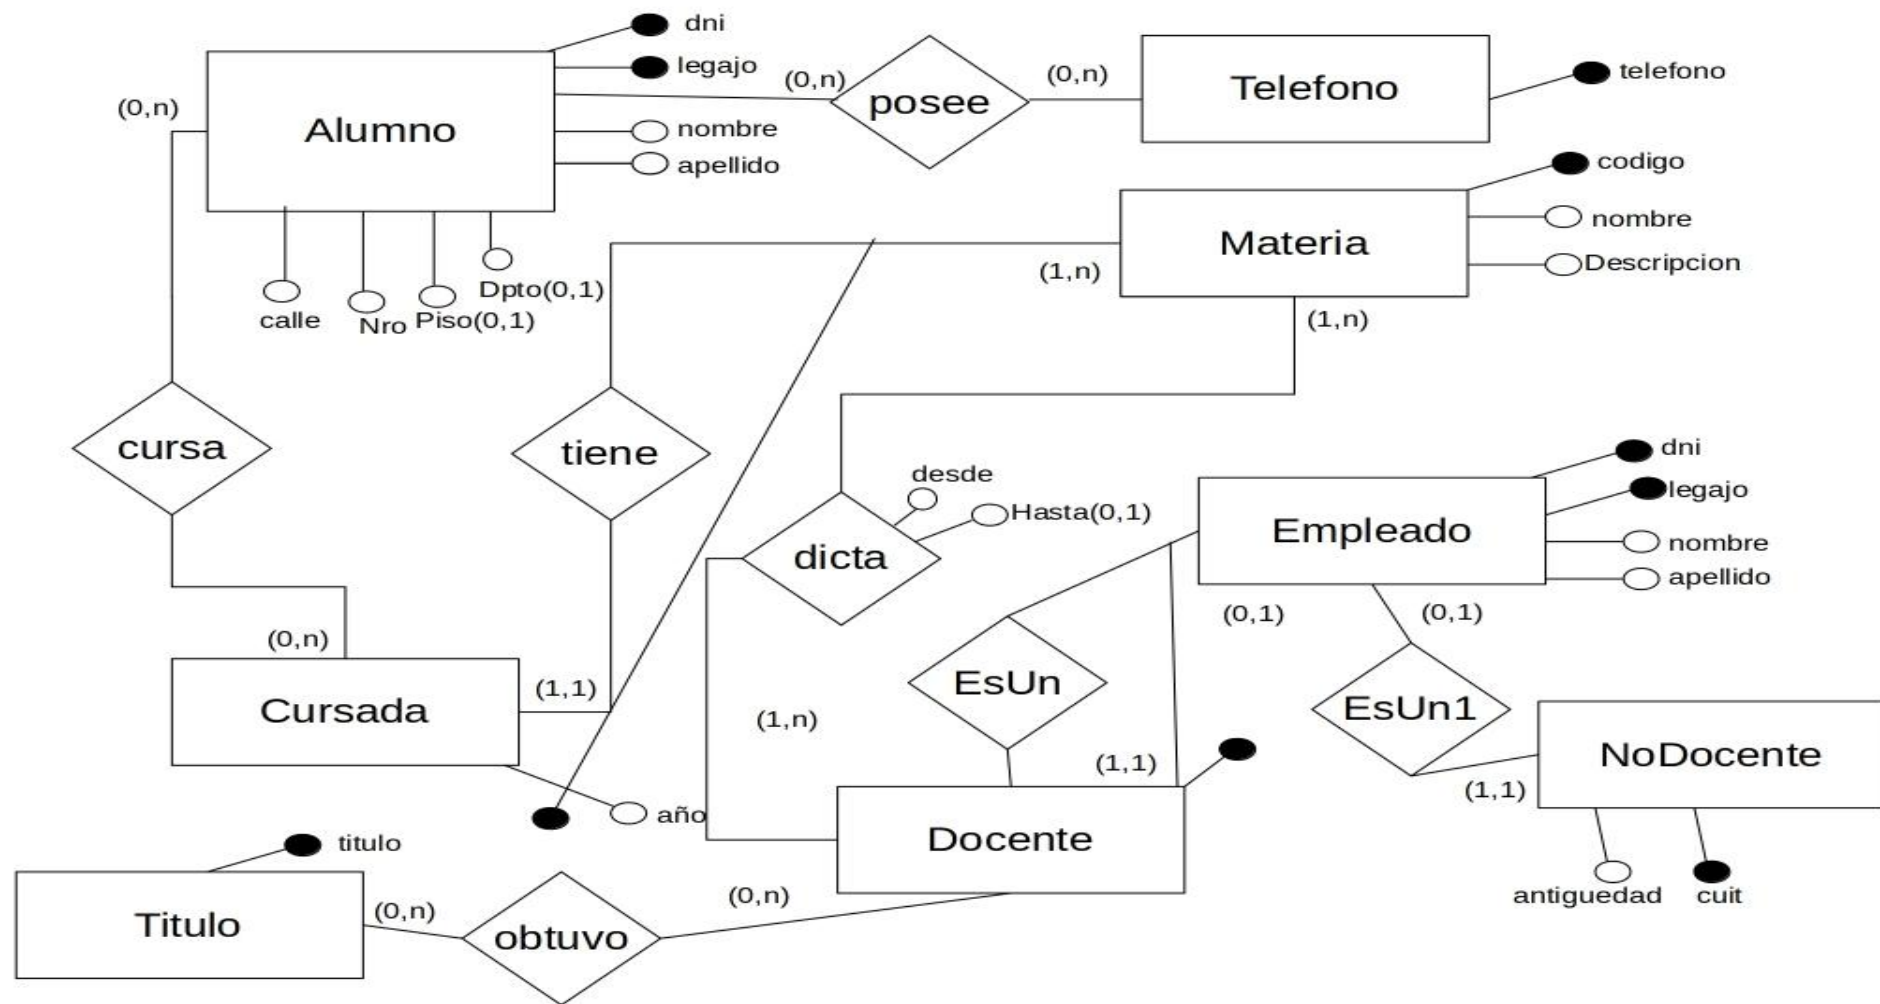 dni
legajo
(0,n)
Alumno
(0,n)
posee
(0,n)
Telefono
telefono
nombre
apellido
calle
Nro
Piso(0,1)
Dpto(0,1)
codigo
Materia
nombre
Descripcion
(1,n)
(1,n)
cursa
tiene
desde
Hasta(0,1)
dicta
dni
legajo
Empleado
nombre
apellido
(0,1)
(0,1)
(0,n)
Cursada
(1,1)
(1,n)
EsUn
EsUn1
(1,1)
NoDocente
(1,1)
año
Docente
antiguedad
cuit
titulo
Titulo
(0,n)
obtuvo
(0,n)